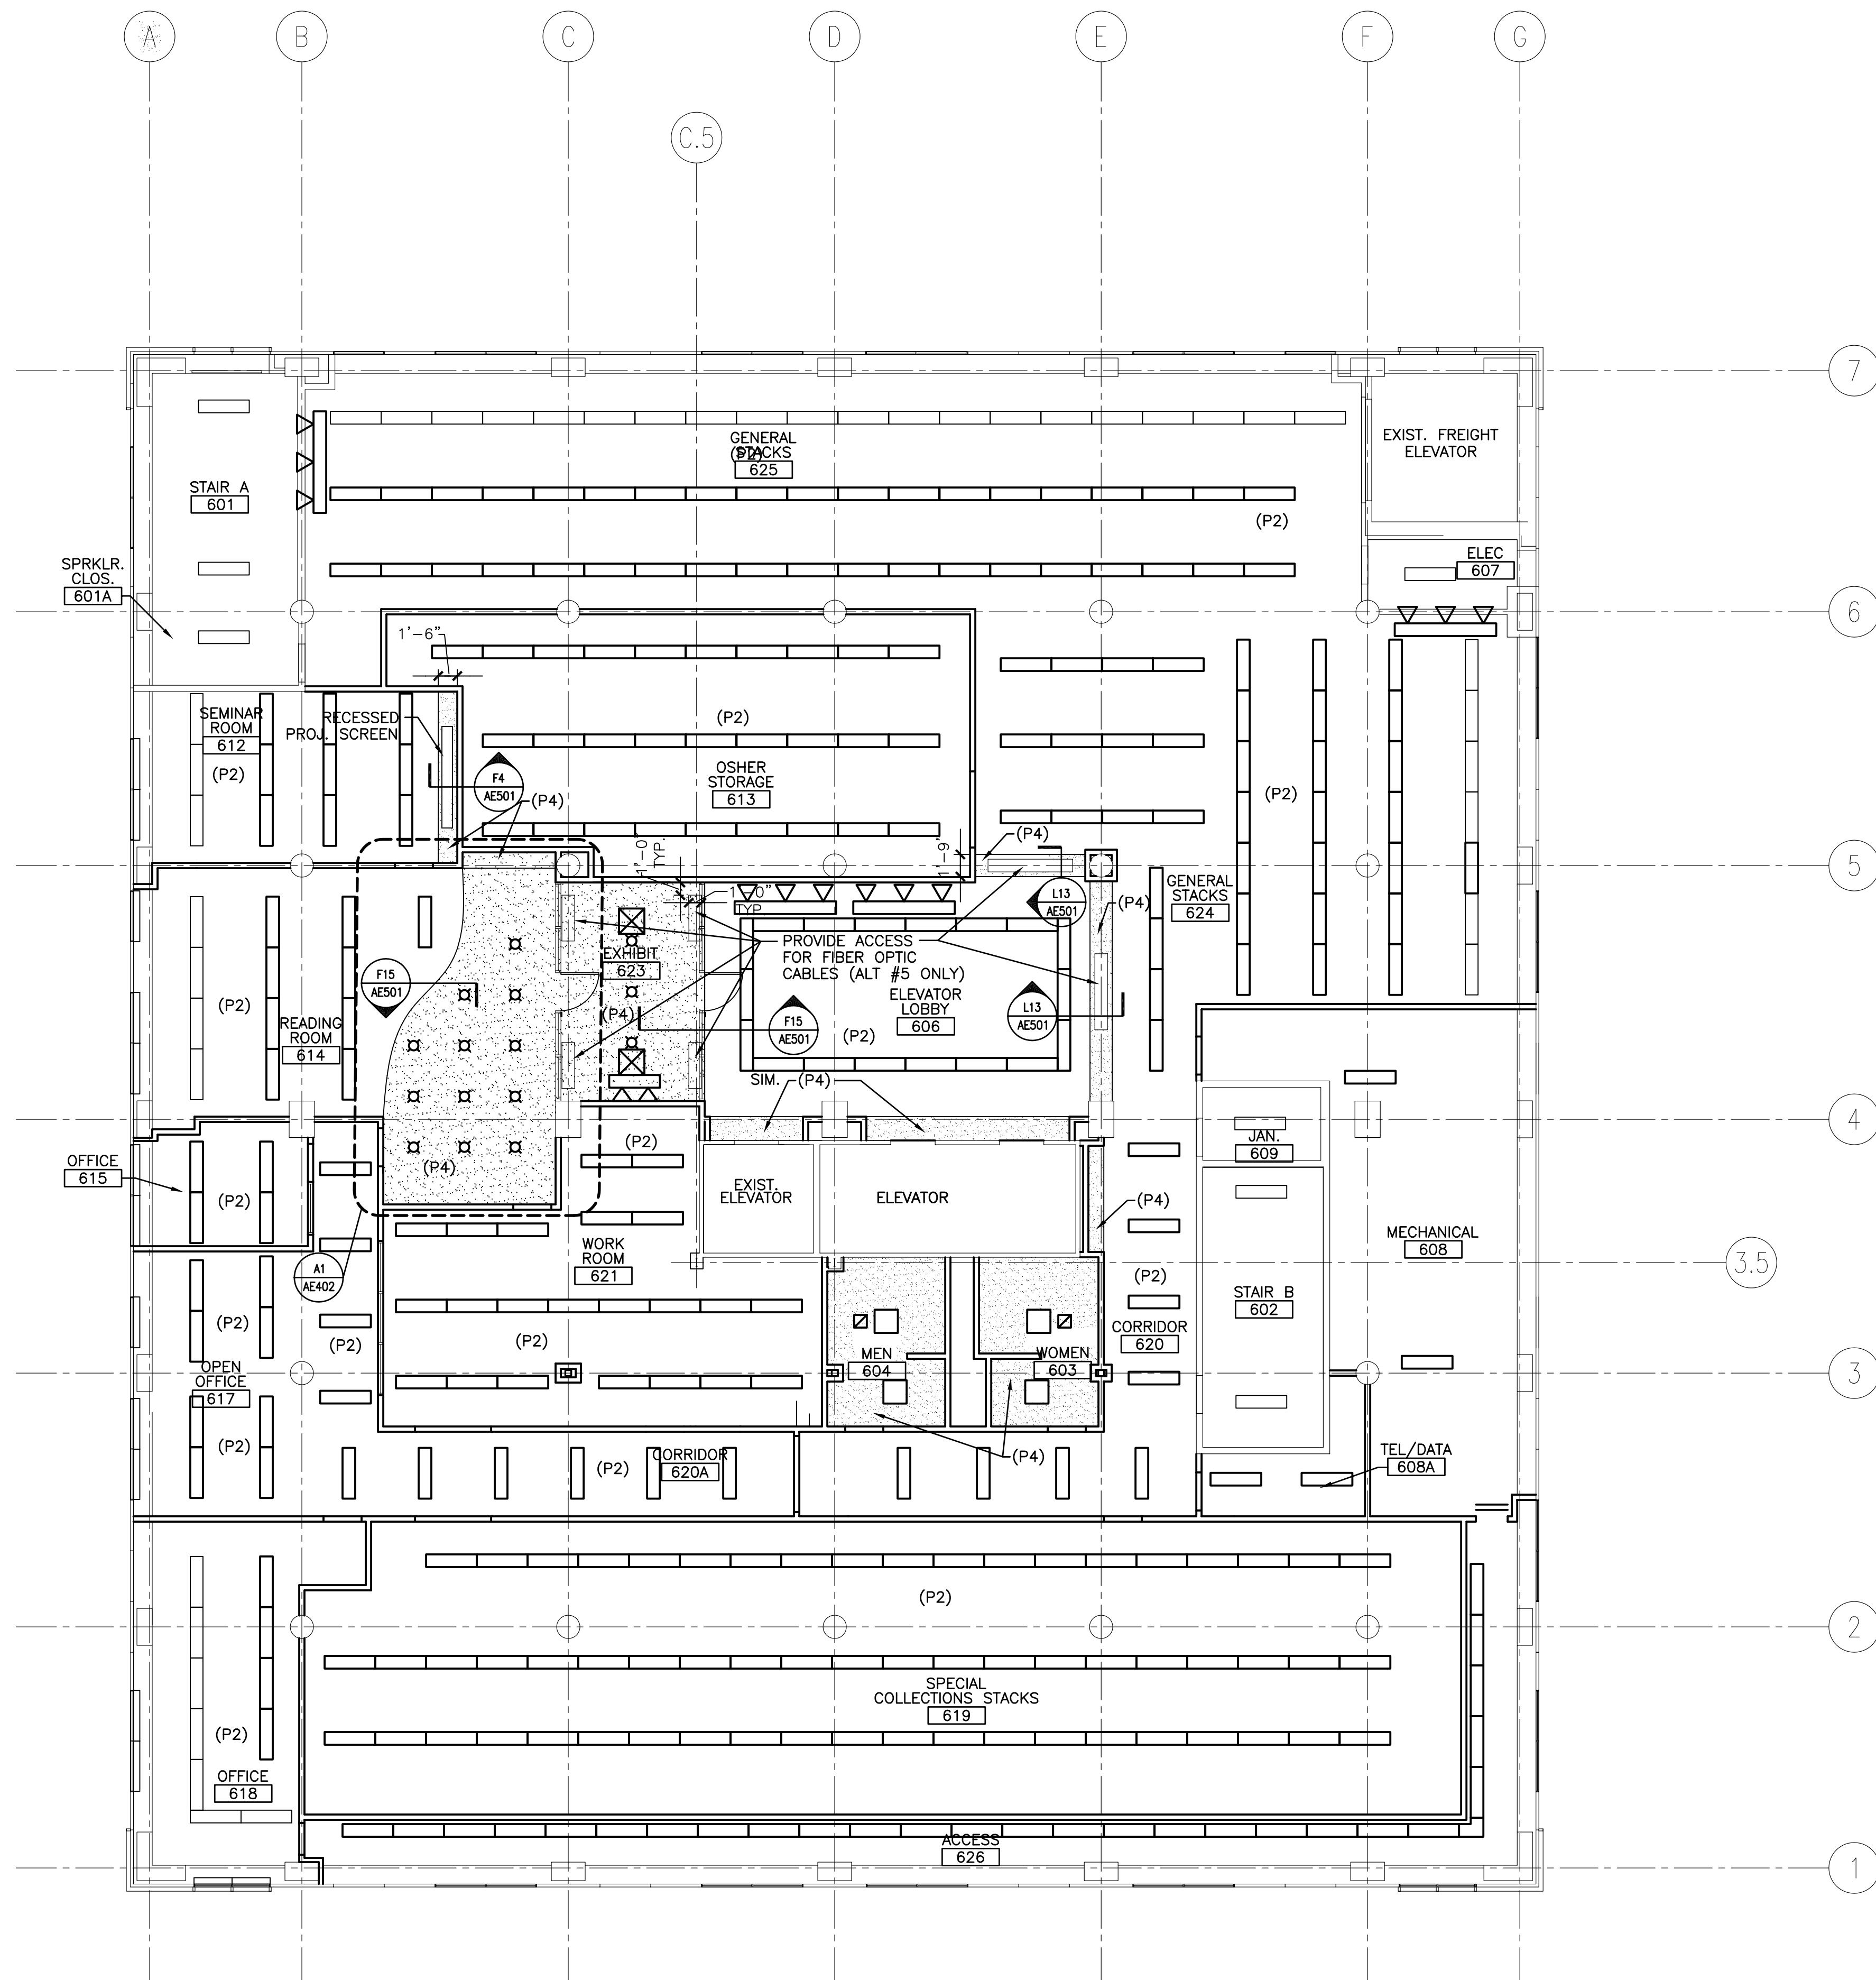 A
B
C
D
E
F
G
C.5
7
GENERAL
STACKS
(P2)
625
EXIST. FREIGHT
ELEVATOR
STAIR A
601
(P2)
SPRKLR.
CLOS.
601A
ELEC
607
6
1'-6"
SEMINAR
ROOM
612
(P2)
RECESSED
PROJ. SCREEN
(P2)
F4
AE501
(P4)
OSHER
STORAGE
613
(P2)
1'-0"
TYP.
1'-0"
TYP.
1'-9"
(P4)
5
L13
AE501
(P4)
GENERAL
STACKS
624
PROVIDE ACCESS
FOR FIBER OPTIC
CABLES (ALT #5 ONLY)
EXHIBIT
623
(P4)
F15
AE501
(P2)
READING
ROOM
614
ELEVATOR
LOBBY
606
(P2)
F15
AE501
L13
AE501
SIM.
(P4)
4
OFFICE
615
(P2)
(P4)
(P2)
EXIST.
ELEVATOR
ELEVATOR
(P4)
JAN.
609
MECHANICAL
608
WORK
ROOM
621
A1
AE402
3.5
(P2)
STAIR B
602
(P2)
(P2)
(P2)
MEN
604
WOMEN
603
CORRIDOR
620
3
OPEN
OFFICE
617
(P2)
(P2)
CORRIDOR
620A
(P4)
TEL/DATA
608A
(P2)
2
SPECIAL
COLLECTIONS STACKS
619
(P2)
OFFICE
618
ACCESS
626
1